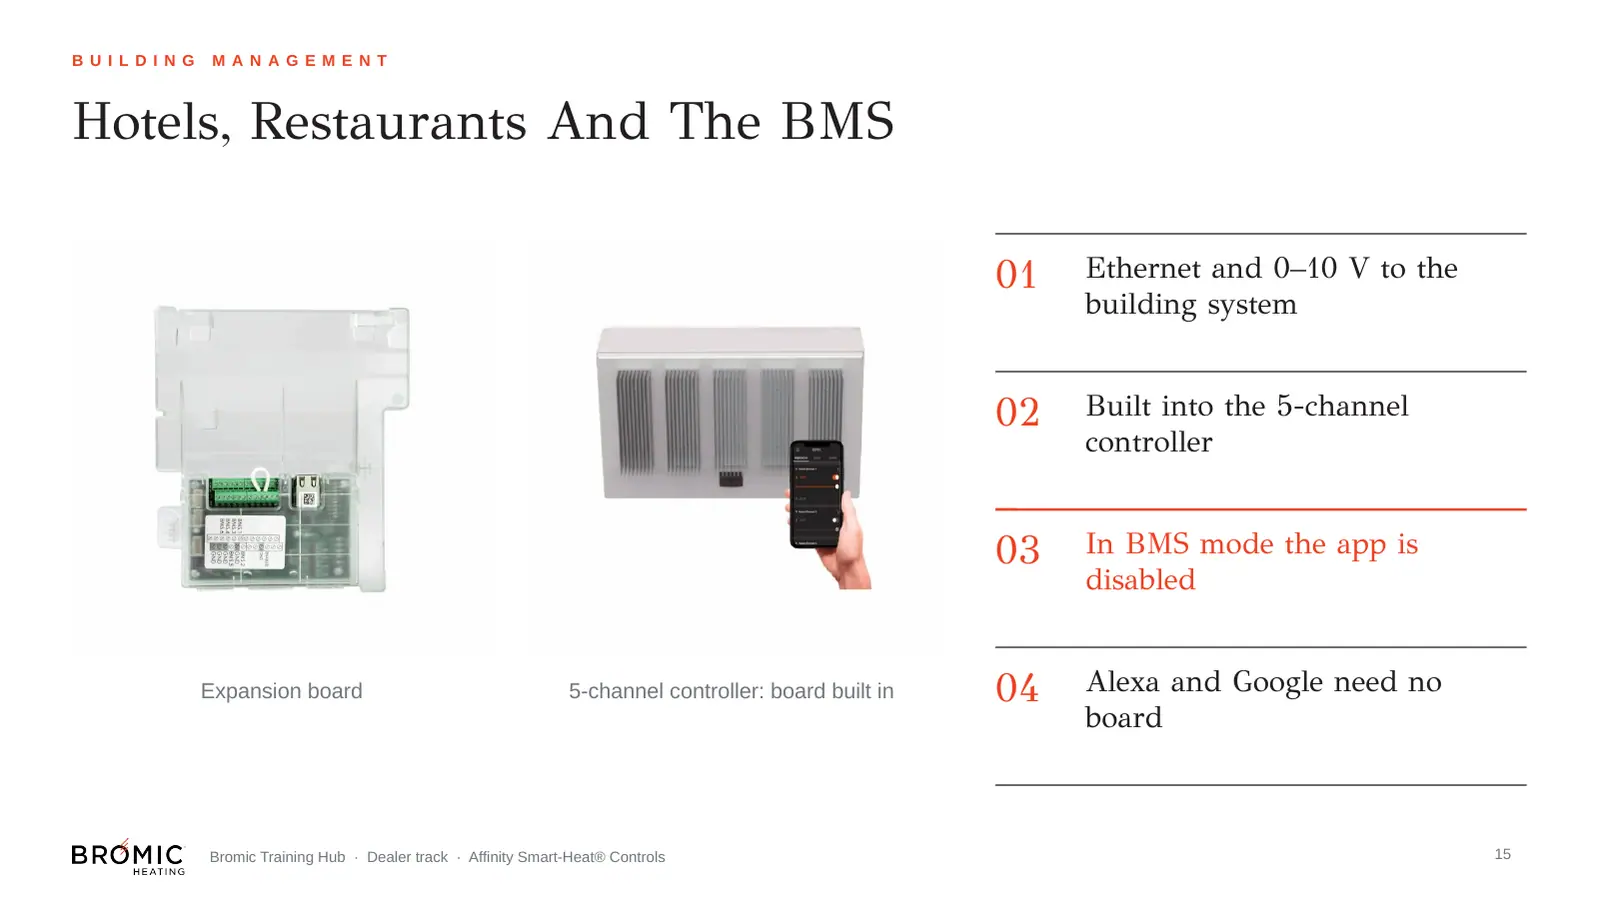 BUILDING MANAGEMENT
Hotels, Restaurants And The BMS
01
Ethernet and 0–10 V to the
building system
02
Built into the 5-channel
controller
03
In BMS mode the app is
disabled
04
Alexa and Google need no
board
Expansion board
5-channel controller: board built in
BROMIC
HEATING
Bromic Training Hub · Dealer track · Affinity Smart-Heat® Controls
15